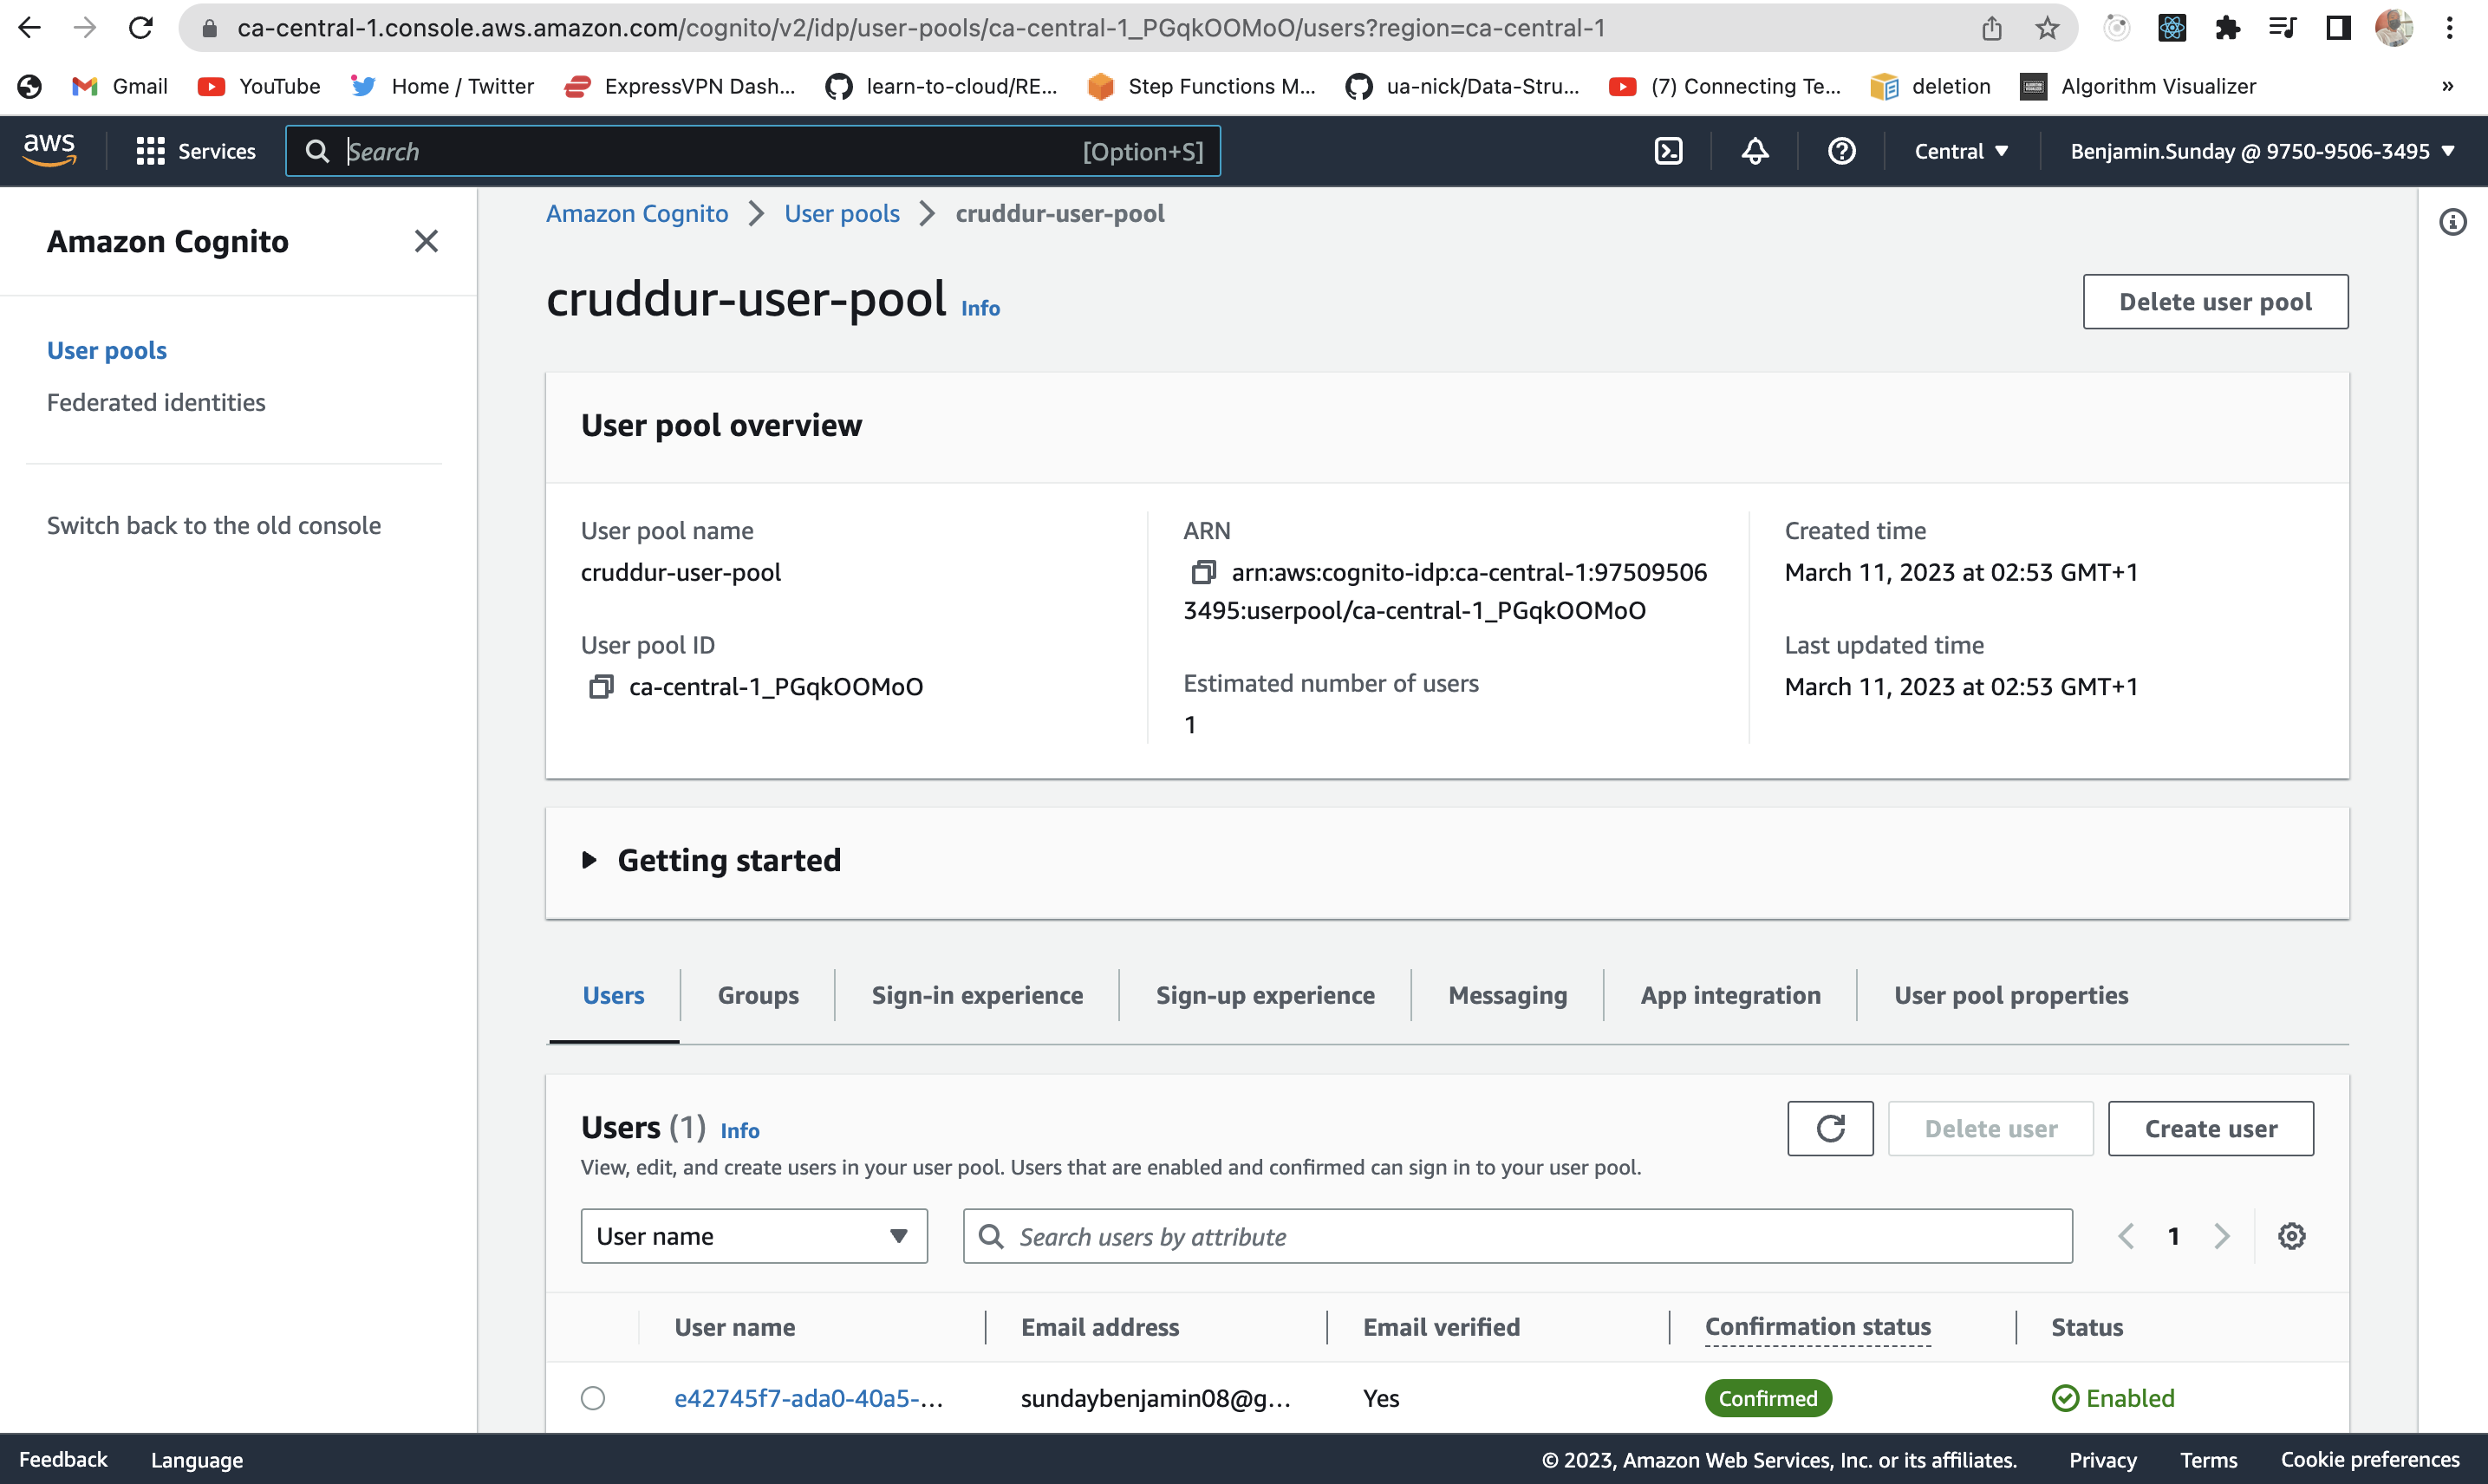 ca-central-1.console.aws.amazon.com/cognito/v2/idp/user-pools/ca-central-1_PGqkOOMoO/users?region=ca-central-1
Gmail YouTube Home / Twitter ExpressVPN Dash... learn-to-cloud/RE... Step Functions M... ua-nick/Data-Stru... (7) Connecting Te... deletion Algorithm Visualizer »
aws Services Search [Option+S] Central Benjamin.Sunday @ 9750-9506-3495
Amazon Cognito
User pools
Federated identities
Switch back to the old console
Amazon Cognito User pools cruddur-user-pool
cruddur-user-pool Info Delete user pool
User pool overview
User pool name
cruddur-user-pool
User pool ID
ca-central-1_PGqkOOMoO
ARN
arn:aws:cognito-idp:ca-central-1:97509506
3495:userpool/ca-central-1_PGqkOOMoO
Estimated number of users
1
Created time
March 11, 2023 at 02:53 GMT+1
Last updated time
March 11, 2023 at 02:53 GMT+1
Getting started
Users Groups Sign-in experience Sign-up experience Messaging App integration User pool properties
Users (1) Info Delete user Create user
View, edit, and create users in your user pool. Users that are enabled and confirmed can sign in to your user pool.
User name Search users by attribute 1
User name Email address Email verified Confirmation status Status
e42745f7-ada0-40a5-... sundaybenjamin08@g... Yes Confirmed Enabled
Feedback Language © 2023, Amazon Web Services, Inc. or its affiliates. Privacy Terms Cookie preferences